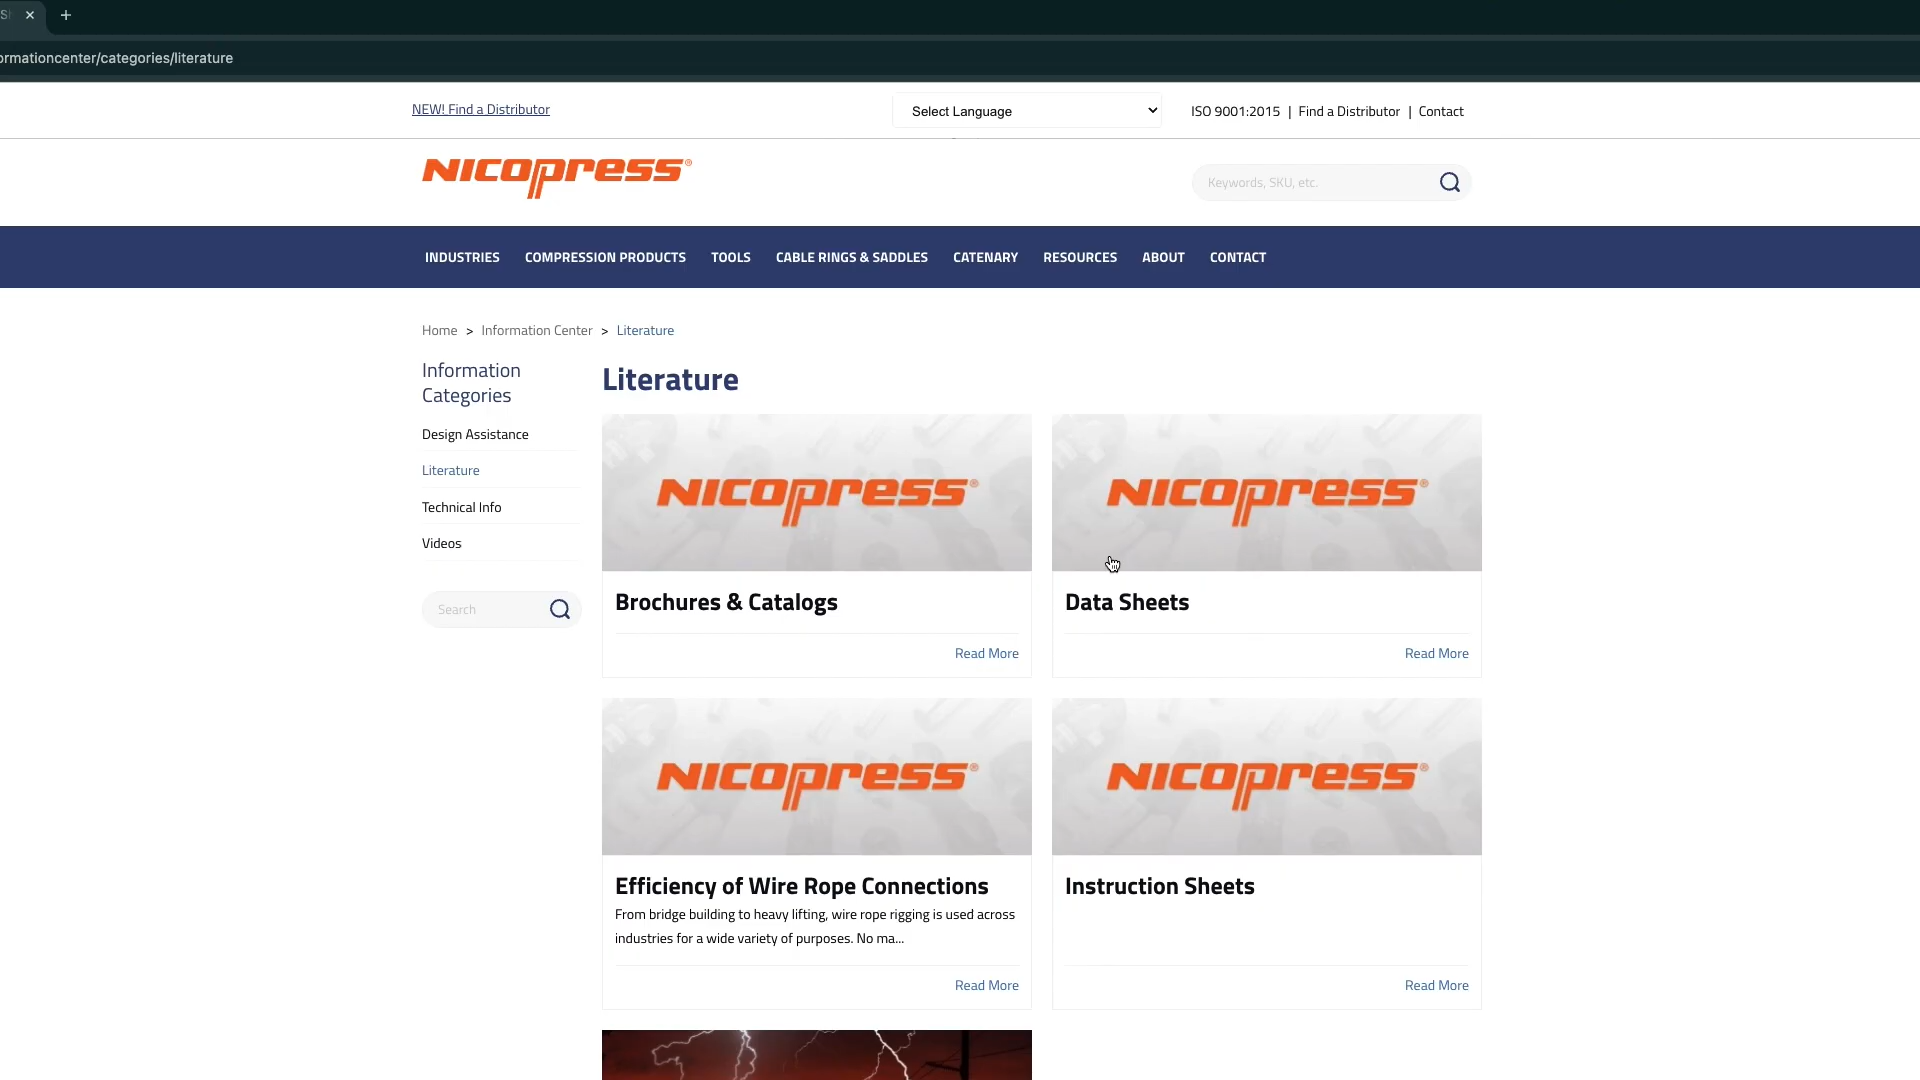 ormationcenter/categories/literature
NEW! Find a Distributor
Select Language
ISO 9001:2015 | Find a Distributor | Contact
NICOPRESS®
Keywords, SKU, etc.
INDUSTRIES COMPRESSION PRODUCTS TOOLS CABLE RINGS & SADDLES CATENARY RESOURCES ABOUT CONTACT
Home > Information Center > Literature
Information
Categories
Design Assistance
Literature
Technical Info
Videos
Search
Literature
NICOPRESS®
Brochures & Catalogs
Read More
NICOPRESS®
Data Sheets
Read More
NICOPRESS®
Efficiency of Wire Rope Connections
From bridge building to heavy lifting, wire rope rigging is used across
industries for a wide variety of purposes. No ma...
Read More
NICOPRESS®
Instruction Sheets
Read More